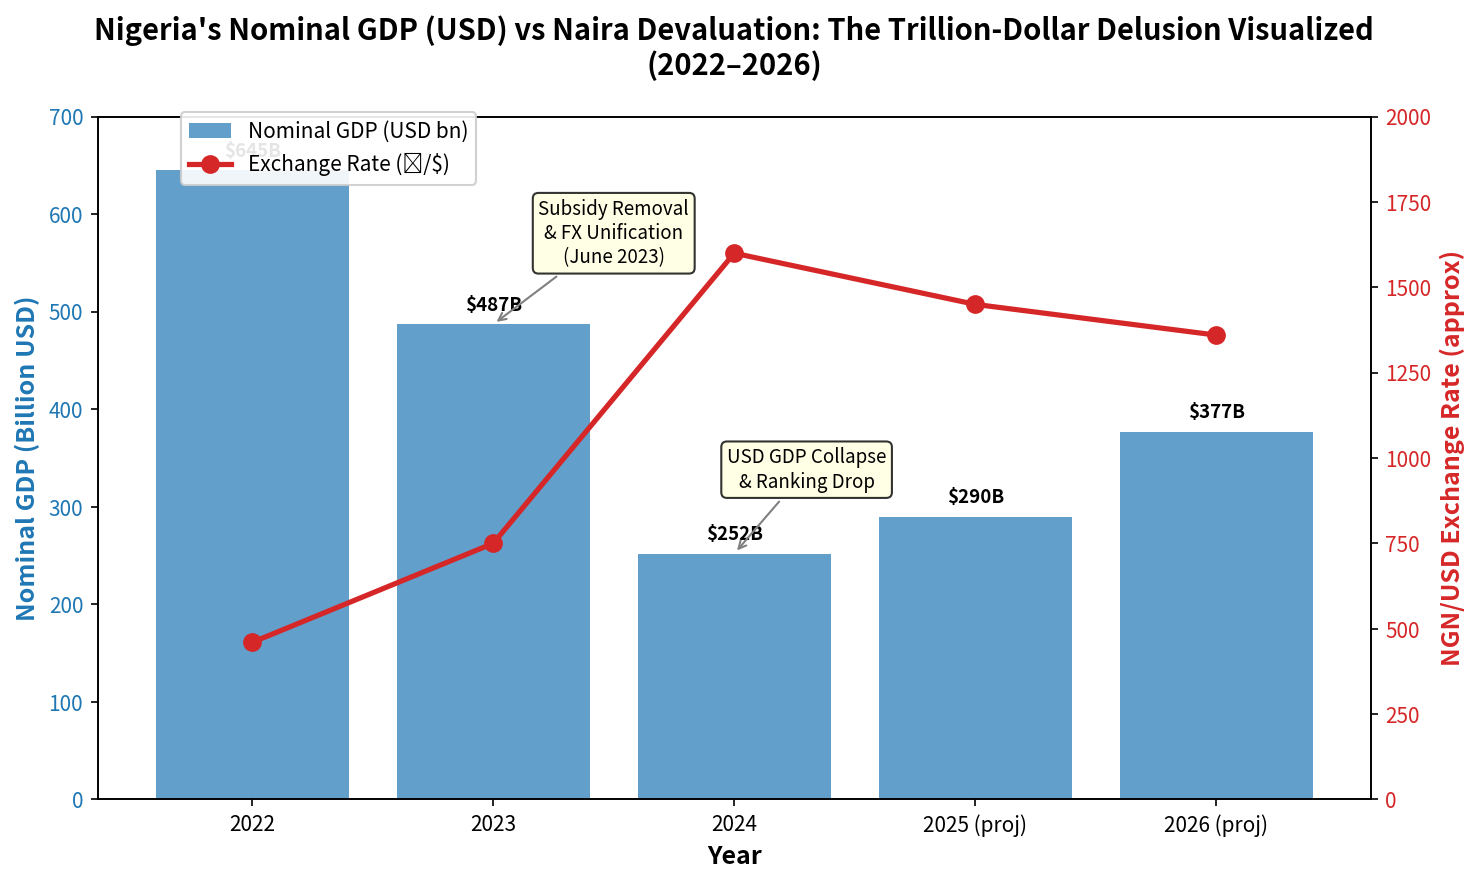 Nigeria's Nominal GDP (USD) vs Naira Devaluation: The Trillion-Dollar Delusion Visualized
(2022–2026)
Nominal GDP (USD bn)
Exchange Rate (□/$)
$645B
$487B
$252B
$290B
$377B
Subsidy Removal
& FX Unification
(June 2023)
USD GDP Collapse
& Ranking Drop
Nominal GDP (Billion USD)
700
600
500
400
300
200
100
0
NGN/USD Exchange Rate (approx)
2000
1750
1500
1250
1000
750
500
250
0
2022
2023
2024
2025 (proj)
2026 (proj)
Year